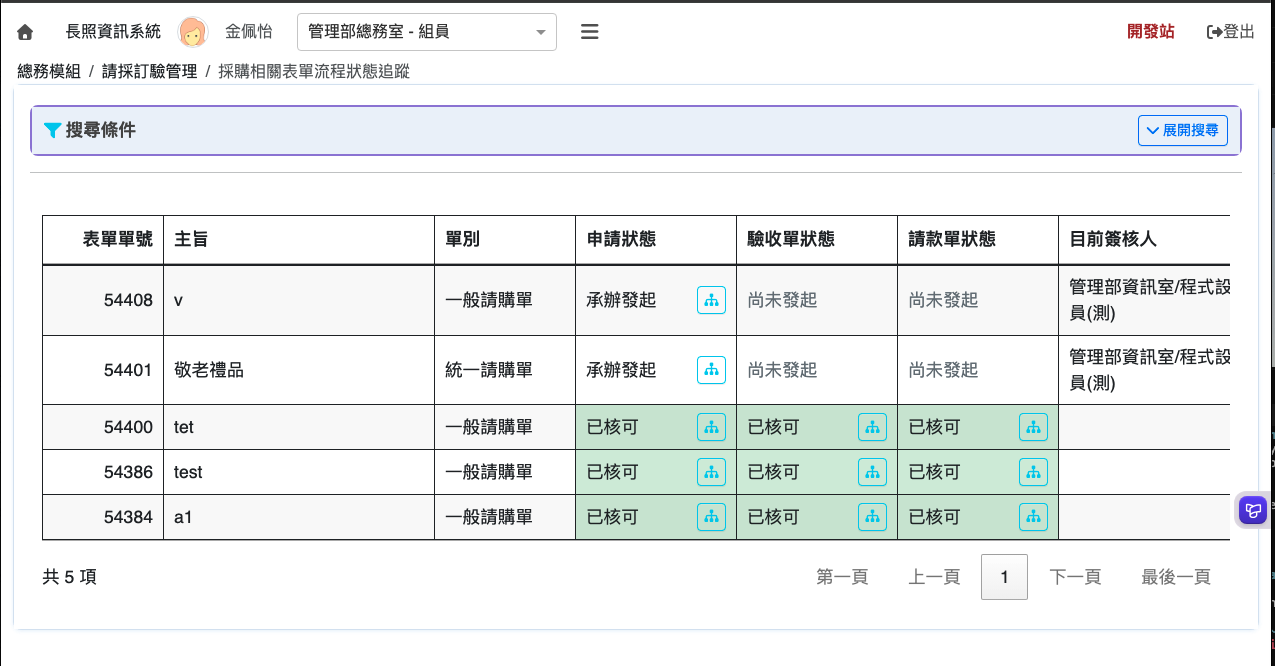 長照資訊系統 金佩怡 管理部總務室 - 組員 開發站 登出
總務模組 / 請採訂驗管理 / 採購相關表單流程狀態追蹤
搜尋條件 展開搜尋
表單單號 主旨 單別 申請狀態 驗收單狀態 請款單狀態 目前簽核人
54408 v 一般請購單 承辦發起 尚未發起 尚未發起 管理部資訊室/程式設
員(測)
54401 敬老禮品 統一請購單 承辦發起 尚未發起 尚未發起 管理部資訊室/程式設
員(測)
54400 tet 一般請購單 已核可 已核可 已核可
54386 test 一般請購單 已核可 已核可 已核可
54384 a1 一般請購單 已核可 已核可 已核可
共 5 項 第一頁 上一頁 1 下一頁 最後一頁